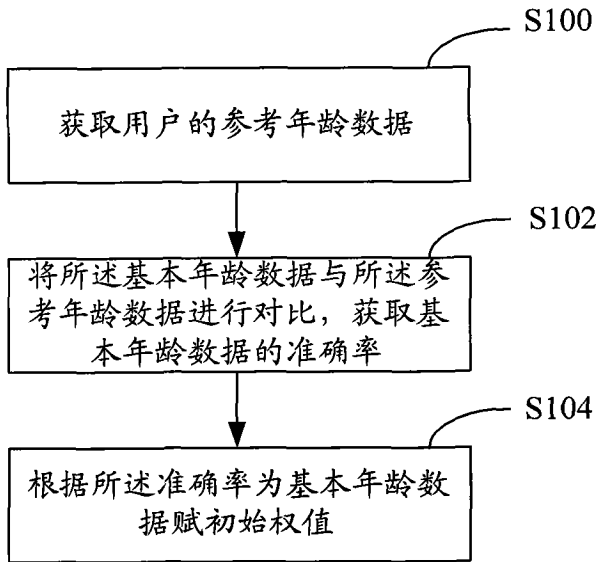 S100
获取用户的参考年龄数据
S102
将所述基本年龄数据与所述参
考年龄数据进行对比，获取基
本年龄数据的准确率
S104
根据所述准确率为基本年龄数
据赋初始权值